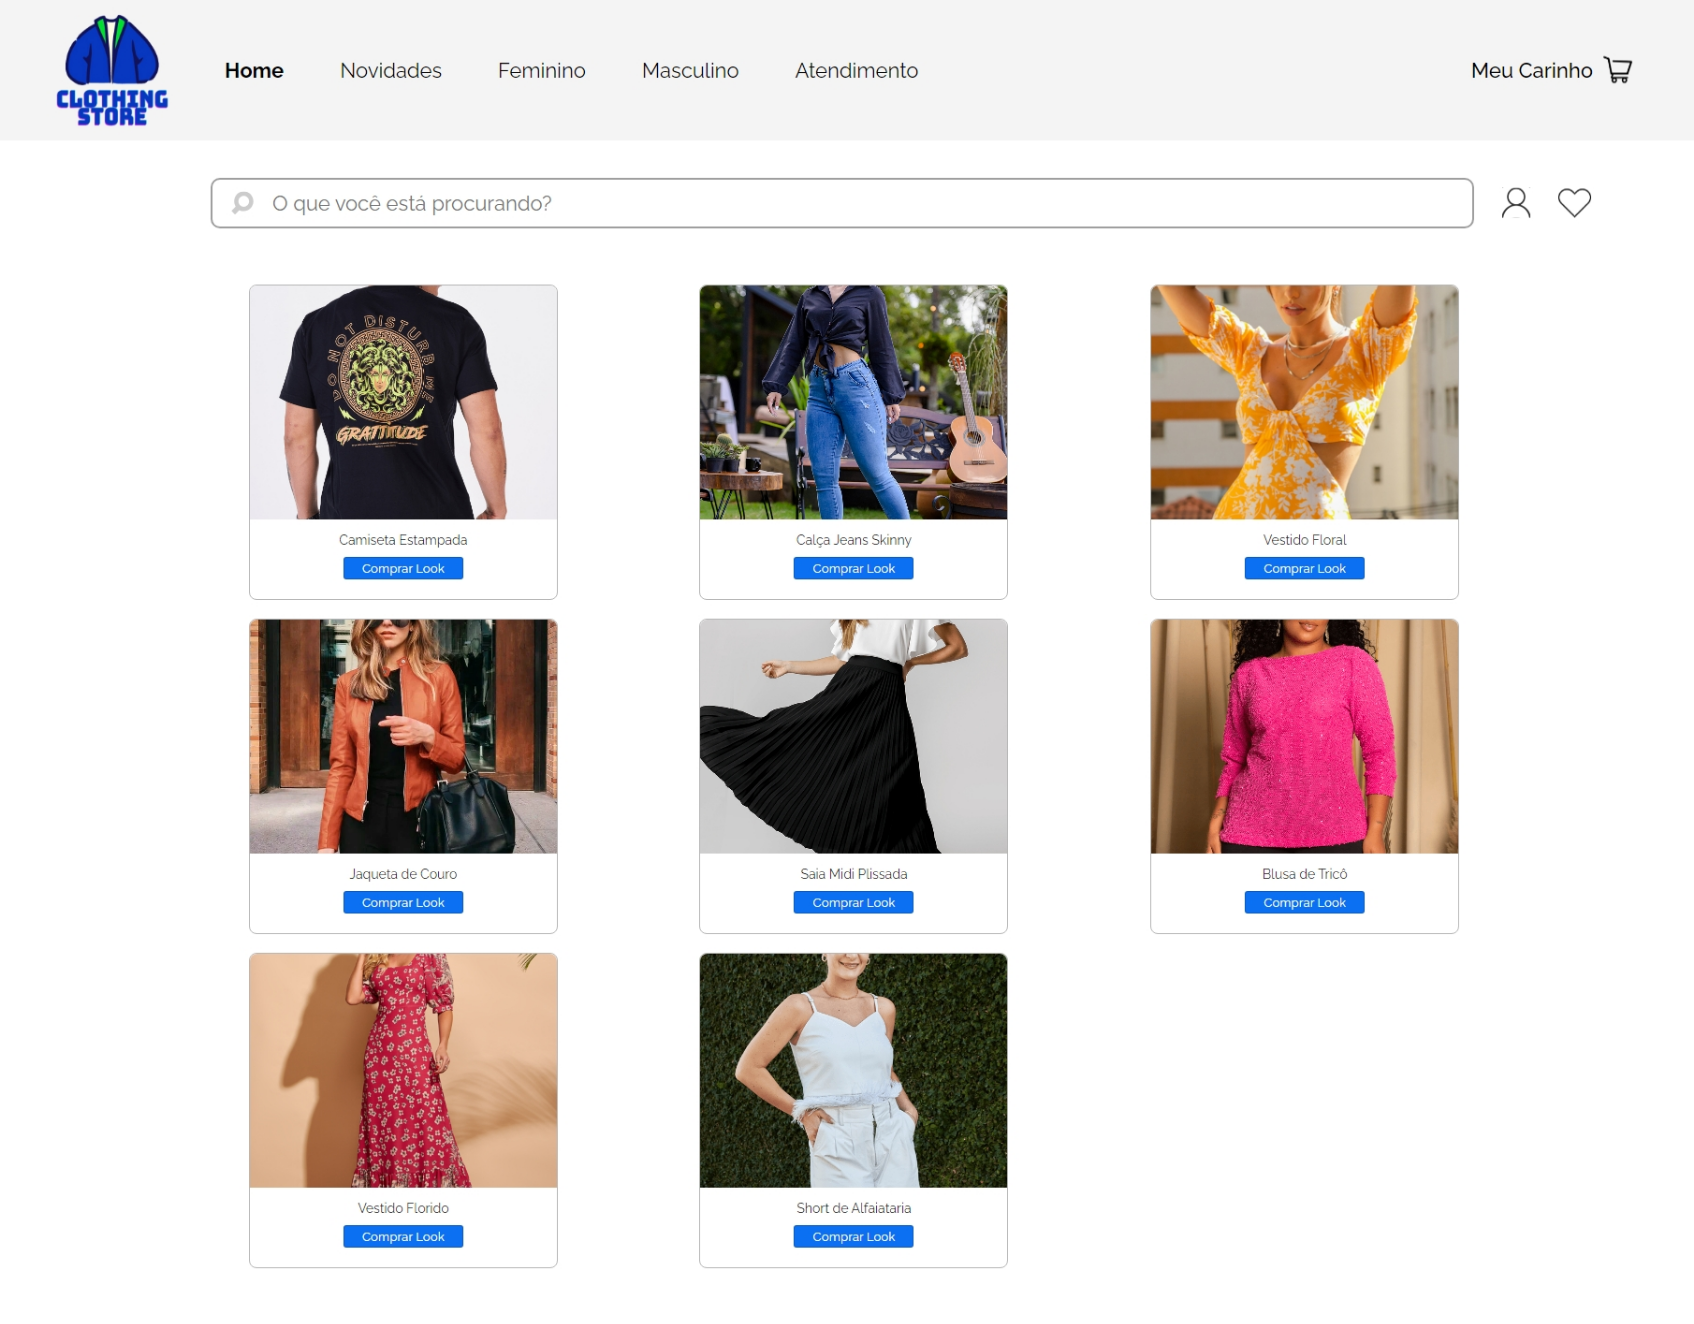 CLOTHING
STORE
Home
Novidades
Feminino
Masculino
Atendimento
Meu Carinho
O que você está procurando?
DO NOT DISTURB ME
GRATTITUDE
Camiseta Estampada
Comprar Look
Calça Jeans Skinny
Comprar Look
Vestido Floral
Comprar Look
Jaqueta de Couro
Comprar Look
Saia Midi Plissada
Comprar Look
Blusa de Tricô
Comprar Look
Vestido Florido
Comprar Look
Short de Alfaiataria
Comprar Look